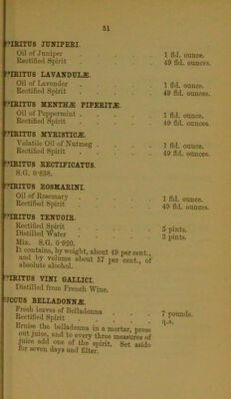 51
SPIRITUS JUNIPERI.
Oil of Juniper . . . . 1 fld. ounce.
Rectified Spirit . . . . 49 fld. ounces.
SPIRITUS LAVANDULÆ.
Oil of Lavender . . . . 1 fld. ounce.
Rectified Spirit . . . . 49 fld. ounces.
SPIRITUS MENTHÆ PIPERITÆ.
Oil of Peppermint . . . . 1 fld. ounce.
Rectified Spirit . . . . 49 fld. ounces.
SPIRITUS MYRISTICÆ.
Volatile Oil of Nutmeg . . . 1 fld. ounce.
Rectified Spirit . . . . 49 fld. ounces.
SPIRITUS RECTIFICATUS.
S.G. 0·838.
SPIRITUS ROSMARINI.
Oil of Rosemary . . . . 1 fld. ounce.
Rectified Spirit . . . . 49 fld. ounces.
SPIRITUS TENUOIR.
Rectified Spirit . . . . 5 pints.
Distilled Water . . . . 3 pints.
Mix. S.G. 0·920.
It contains, by weight, about 49 per cent.,
and by volume about 57 per cent., of
absolute alcohol.
SPIRITUS VINI GALLICI.
Distilled from French Wine.
SUCCUS BELLADONNÆ.
Fresh leaves of Belladonna . . 7 pounds.
Rectified Spirit . . . . q.s.
Bruise the belladonna in a mortar, press
out juice, and to every three measures of
juice add one of the spirit. Set aside
for seven days and filter.